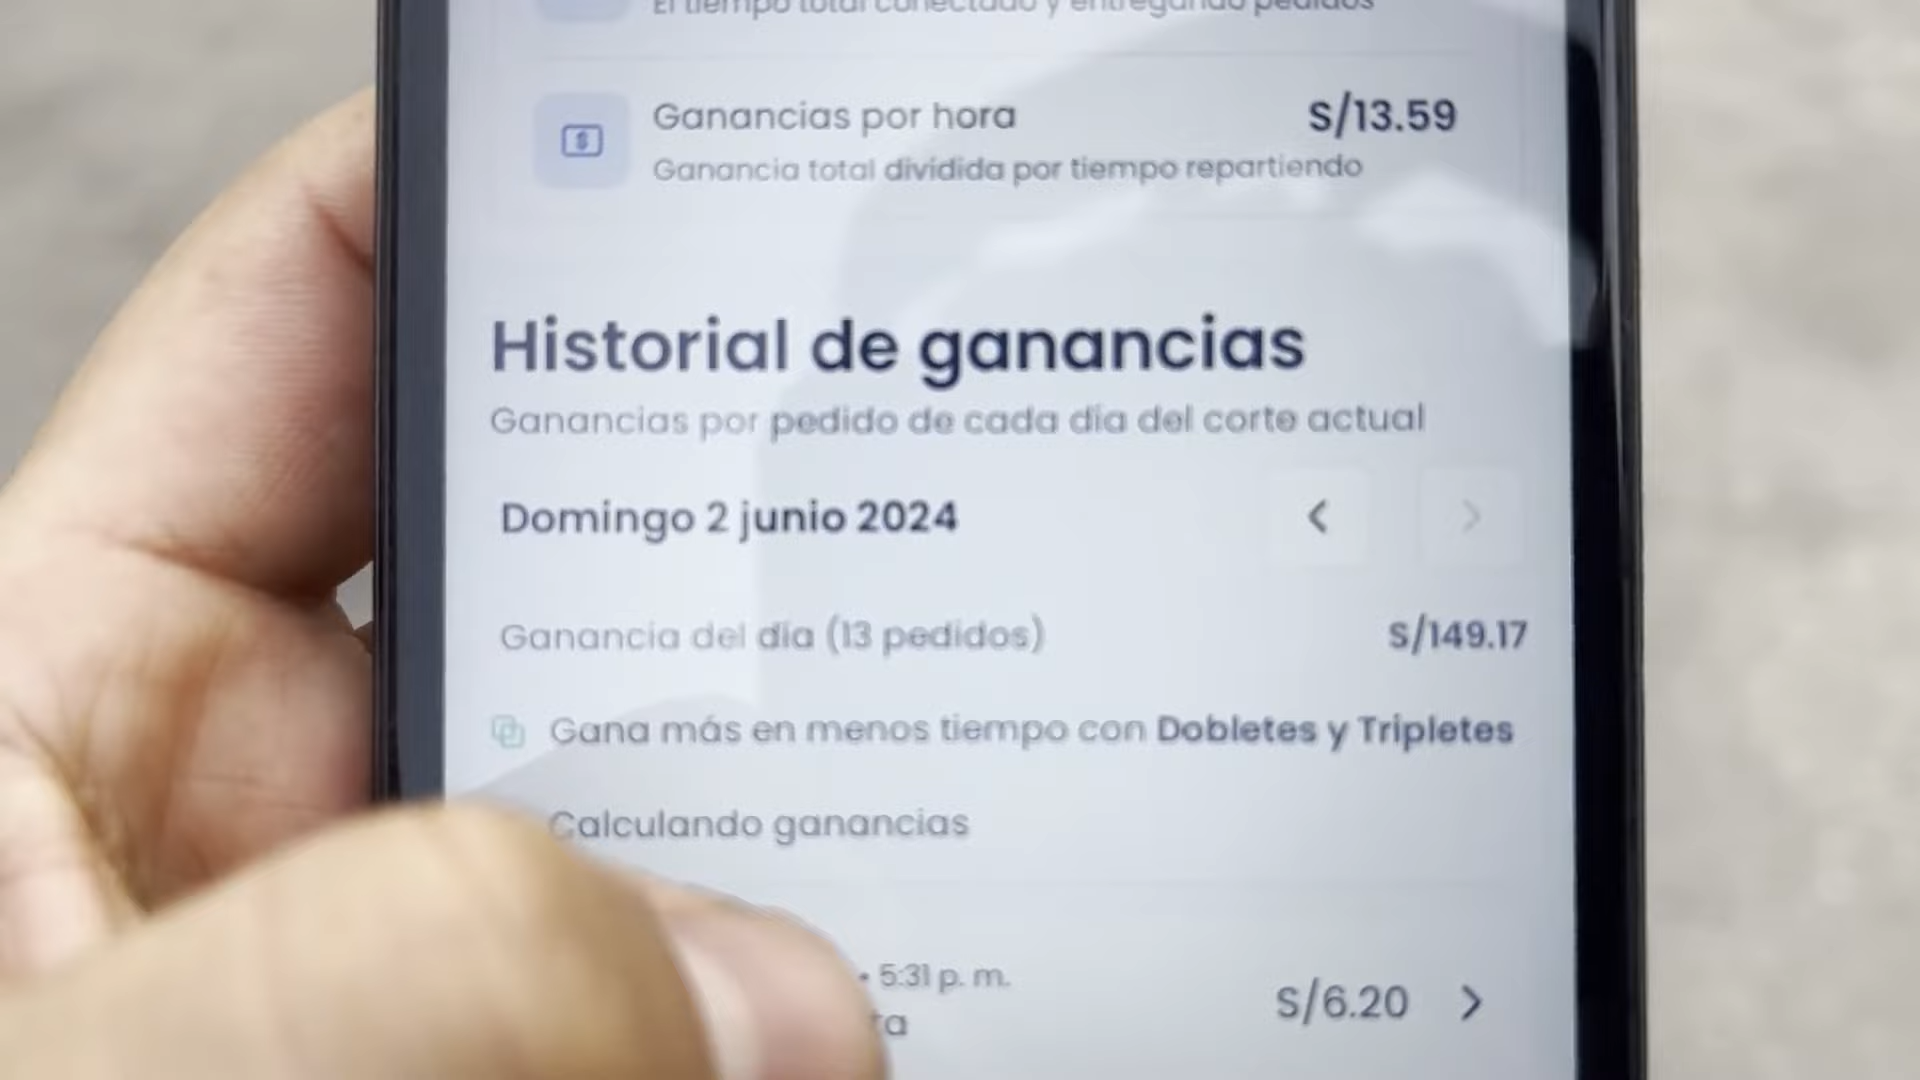 El tiempo total conectado y entregando pedidos
Ganancias por hora
S/13.59
Ganancia total dividida por tiempo repartiendo
Historial de ganancias
Ganancias por pedido de cada día del corte actual
Domingo 2 junio 2024
Ganancia del día (13 pedidos)
S/149.17
Gana más en menos tiempo con Dobletes y Tripletes
Calculando ganancias
• 5:31 p. m.
S/6.20